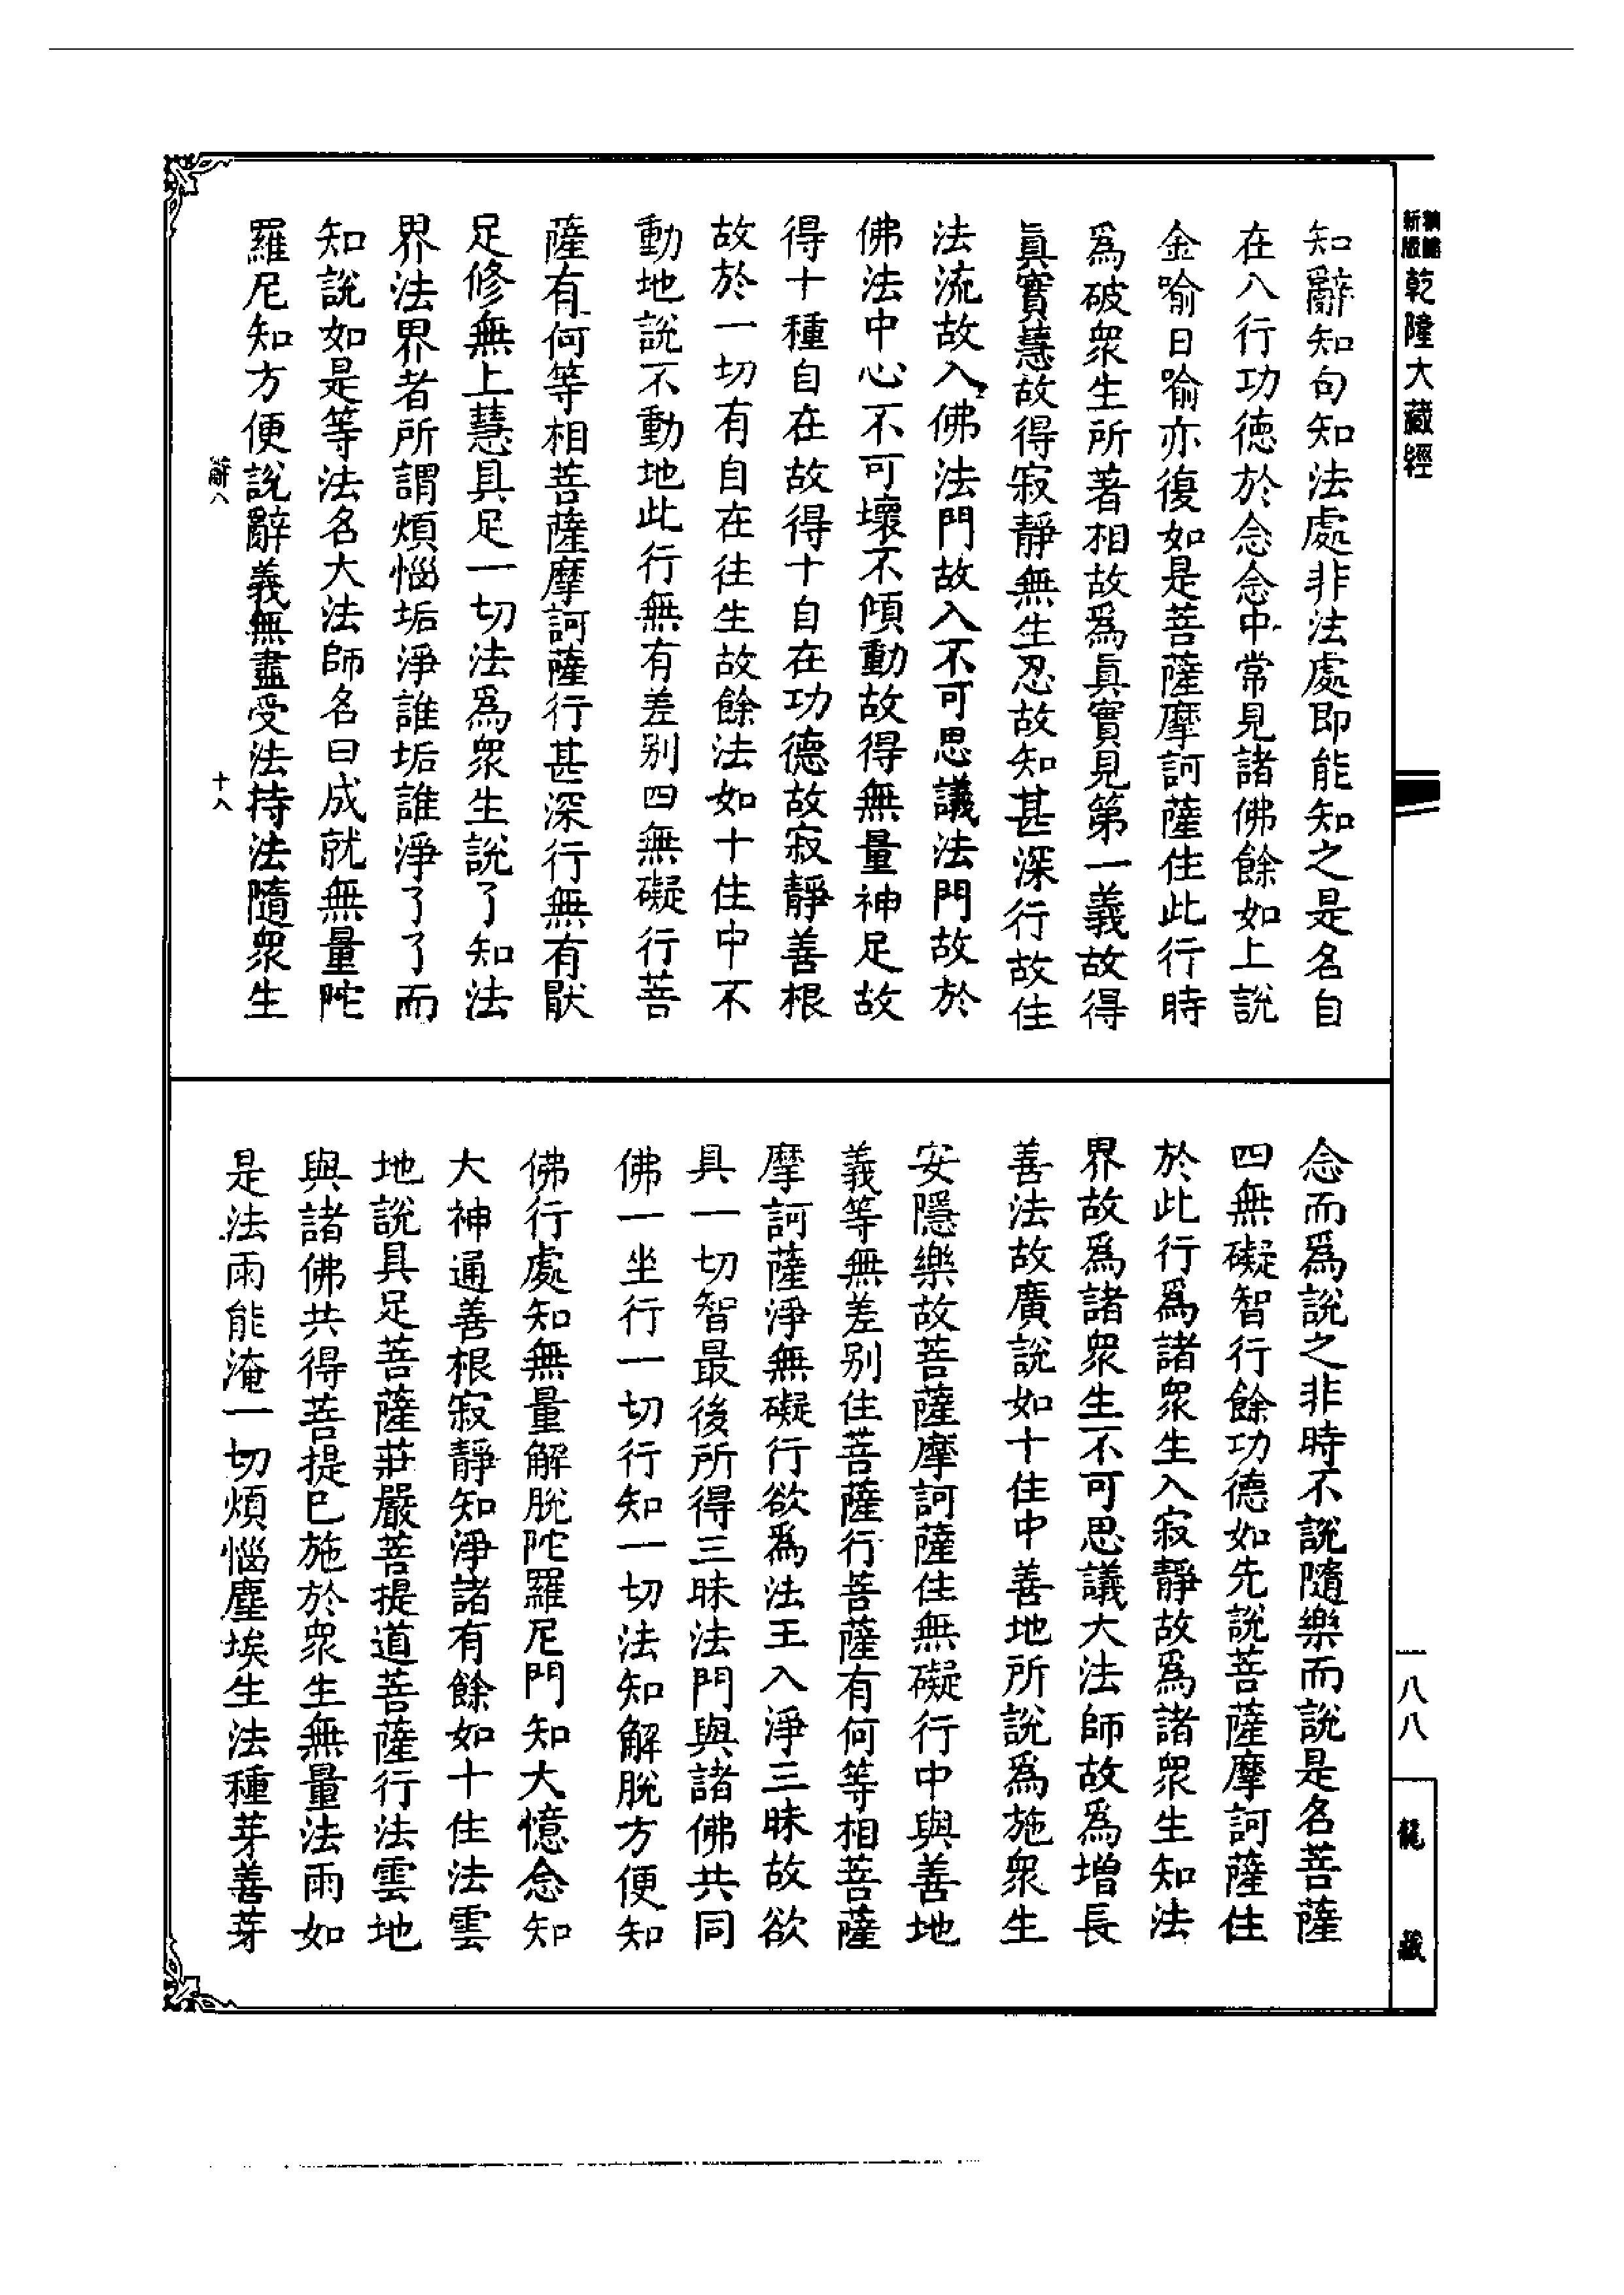 新版
乾隆大藏經
知辭知句知法處非法處即能知之是名自
在八行功德於念念中常見諸佛餘如上說
金喻日喻亦復如是菩薩摩訶薩住此行時
爲破衆生所著相故爲眞實見第一義故得
眞實慧故得寂靜無生忍故知甚深行故住
法流故入佛法門故入不可思議法門故於
佛法中心不可壞不傾動故得無量神足故
得十種自在故得十自在功德故寂靜善根
故於一切有自在往生故餘法如十住中不
動地說不動地此行無有差别四無礙行菩
薩有何等相菩薩摩訶薩行甚深行無有厭
足修無上慧具足一切法爲衆生說了知法
界法界者所謂煩惱垢淨誰垢誰淨了了而
知說如是等法名大法師名曰成就無量陀
羅尼知方便說辭義無盡受法持法隨衆生
十八
念而爲說之非時不說隨樂而說是名菩薩
四無礙智行餘功德如先說菩薩摩訶薩住
於此行爲諸衆生入寂靜故爲諸衆生知法
界故爲諸衆生不可思議大法師故爲增長
善法故廣說如十住中善地所說爲施衆生
安隱樂故菩薩摩訶薩住無礙行中與善地
義等無差别住菩薩行菩薩有何等相菩薩
摩訶薩淨無礙行欲爲法王入淨三昧故欲
具一切智最後所得三昧法門與諸佛共同
佛一坐行一切行知一切法知解脫方便知
佛行處知無量解脫陀羅尼門知大憶念知
大神通善根寂靜知淨諸有餘如十住法雲
地說具足菩薩莊嚴菩提道菩薩行法雲地
與諸佛共得菩提已施於衆生無量法雨如
是法雨能淹一切煩惱塵埃生法種芽善芽
一八八
龍藏